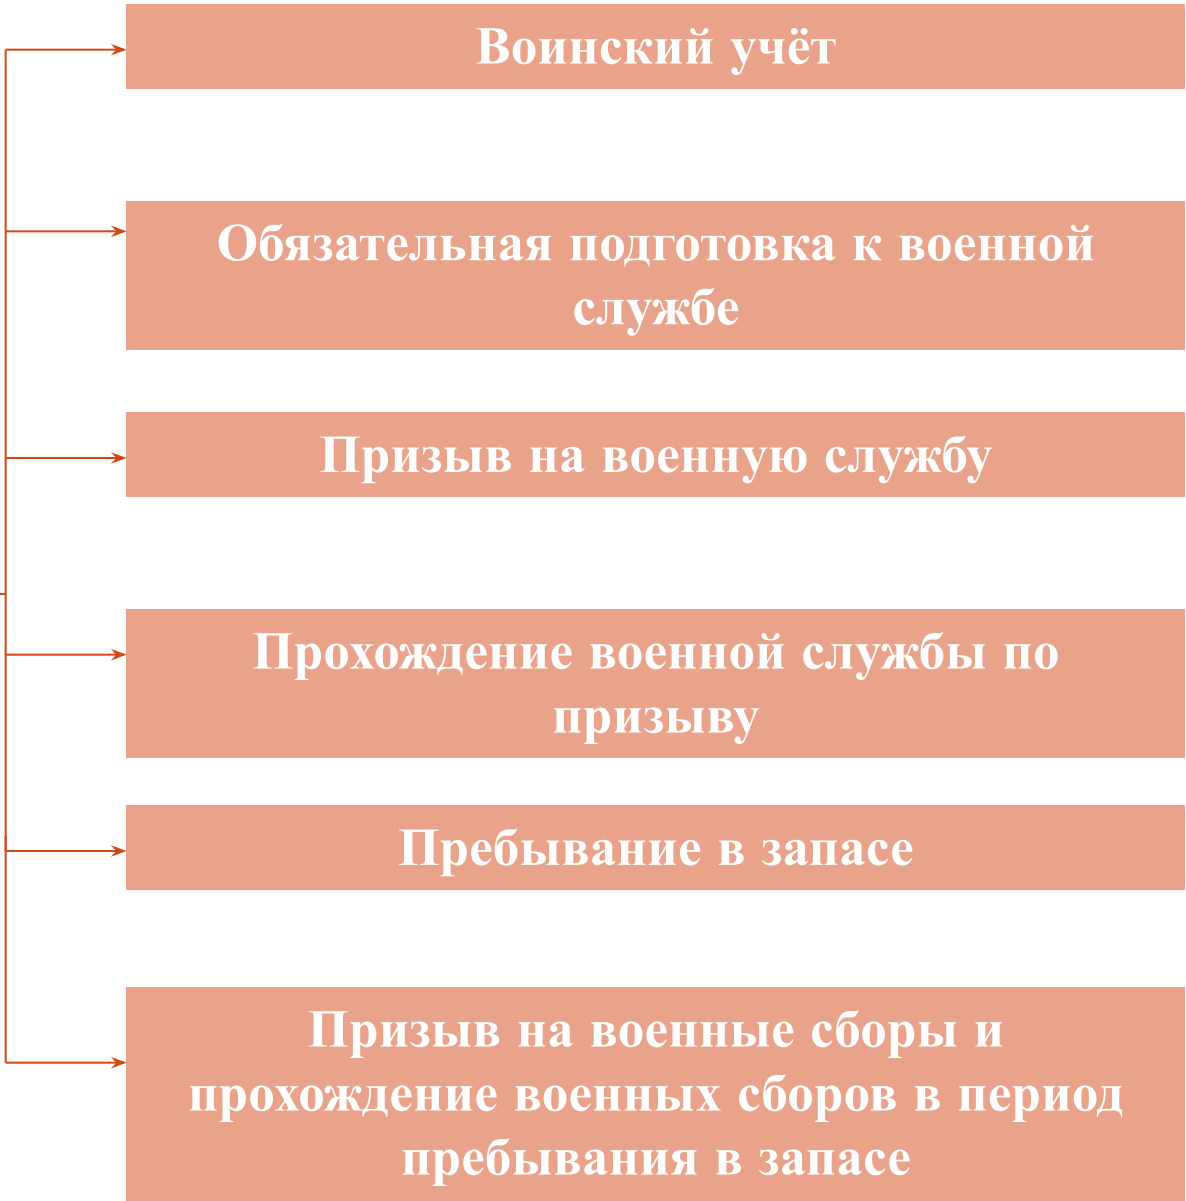 Воинский учёт
Обязательная подготовка к военной
службе
Призыв на военную службу
Прохождение военной службы по
призыву
Пребывание в запасе
Призыв на военные сборы и
прохождение военных сборов в период
пребывания в запасе